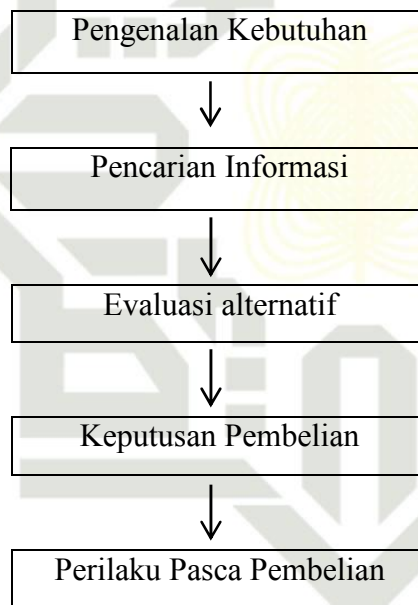 Pengenalan Kebutuhan
Pencarian Informasi
Evaluasi alternatif
Keputusan Pembelian
Perilaku Pasca Pembelian